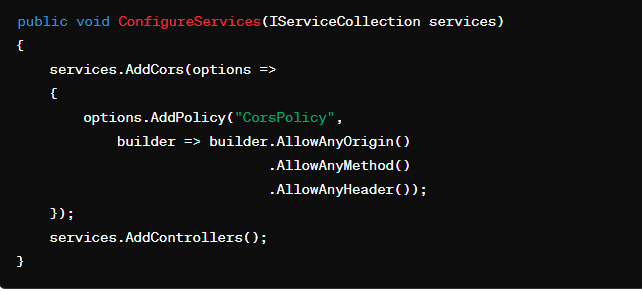 public void ConfigureServices(IServiceCollection services)
{
    services.AddCors(options =>
    {
        options.AddPolicy("CorsPolicy",
            builder => builder.AllowAnyOrigin()
                              .AllowAnyMethod()
                              .AllowAnyHeader());
    });
    services.AddControllers();
}